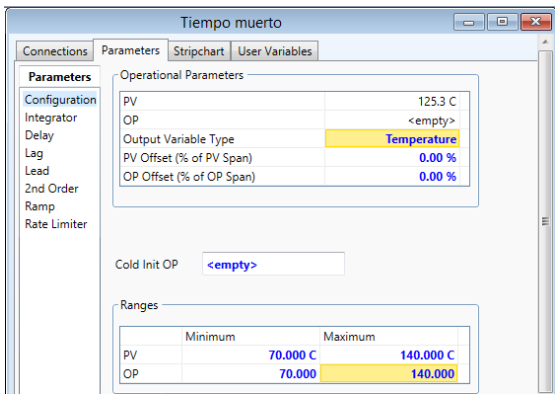 Tiempo muerto
Connections Parameters Stripchart User Variables
Parameters
Configuration
Integrator
Delay
Lag
Lead
2nd Order
Ramp
Rate Limiter
Operational Parameters
PV 125.3 C
OP <empty>
Output Variable Type Temperature
PV Offset (% of PV Span) 0.00 %
OP Offset (% of OP Span) 0.00 %
Cold Init OP <empty>
Ranges
Minimum Maximum
PV 70.000 C 140.000 C
OP 70.000 140.000